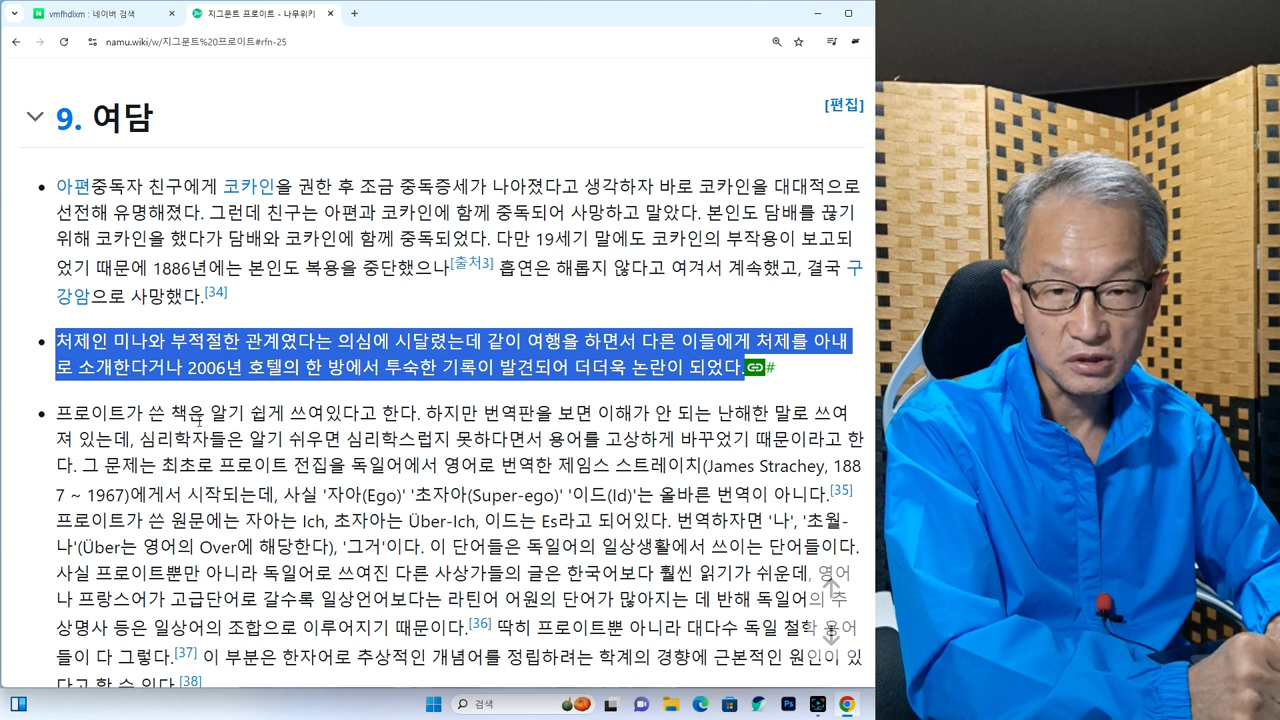 vmfhdlxm : 네이버 검색
지그문트 프로이트 - 나무위키
namu.wiki/w/지그문트%20프로이트#rfn-25
9. 여담
[편집]
아편중독자 친구에게 코카인을 권한 후 조금 중독증세가 나아졌다고 생각하자 바로 코카인을 대대적으로
선전해 유명해졌다. 그런데 친구는 아편과 코카인에 함께 중독되어 사망하고 말았다. 본인도 담배를 끊기
위해 코카인을 했다가 담배와 코카인에 함께 중독되었다. 다만 19세기 말에도 코카인의 부작용이 보고되
었기 때문에 1886년에는 본인도 복용을 중단했으나[출처3] 흡연은 해롭지 않다고 여겨서 계속했고, 결국 구
강암으로 사망했다.[34]
처제인 미나와 부적절한 관계였다는 의심에 시달렸는데 같이 여행을 하면서 다른 이들에게 처제를 아내
로 소개한다거나 2006년 호텔의 한 방에서 투숙한 기록이 발견되어 더더욱 논란이 되었다.#
프로이트가 쓴 책은 알기 쉽게 쓰여있다고 한다. 하지만 번역판을 보면 이해가 안 되는 난해한 말로 쓰여
져 있는데, 심리학자들은 알기 쉬우면 심리학스럽지 못하다면서 용어를 고상하게 바꾸었기 때문이라고 한
다. 그 문제는 최초로 프로이트 전집을 독일어에서 영어로 번역한 제임스 스트레이치(James Strachey, 188
7 ~ 1967)에게서 시작되는데, 사실 '자아(Ego)' '초자아(Super-ego)' '이드(Id)'는 올바른 번역이 아니다.[35]
프로이트가 쓴 원문에는 자아는 Ich, 초자아는 Über-Ich, 이드는 Es라고 되어있다. 번역하자면 '나', '초월-
나'(Über는 영어의 Over에 해당한다), '그거'이다. 이 단어들은 독일어의 일상생활에서 쓰이는 단어들이다.
사실 프로이트뿐만 아니라 독일어로 쓰여진 다른 사상가들의 글은 한국어보다 훨씬 읽기가 쉬운데, 영어
나 프랑스어가 고급단어로 갈수록 일상언어보다는 라틴어 어원의 단어가 많아지는 데 반해 독일어의 추
상명사 등은 일상어의 조합으로 이루어지기 때문이다.[36] 딱히 프로이트뿐 아니라 대다수 독일 철학 용어
들이 다 그렇다.[37] 이 부분은 한자어로 추상적인 개념어를 정립하려는 학계의 경향에 근본적인 원인이 있
다고 할 수 있다.[38]
검색